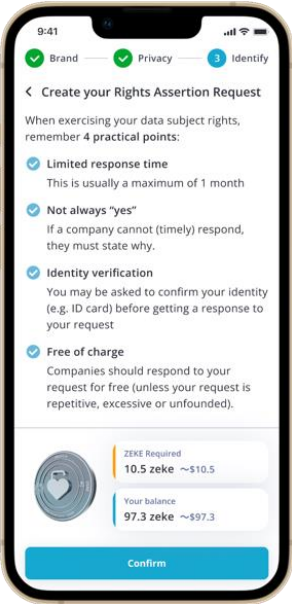 9:41
Brand
Privacy
3 Identify
Create your Rights Assertion Request
When exercising your data subject rights,
remember 4 practical points:
Limited response time
This is usually a maximum of 1 month
Not always “yes”
If a company cannot (timely) respond,
they must state why.
Identity verification
You may be asked to confirm your identity
(e.g. ID card) before getting a response to
your request
Free of charge
Companies should respond to your
request for free (unless your request is
repetitive, excessive or unfounded).
ZEKE Required
10.5 zeke ~$10.5
Your balance
97.3 zeke ~$97.3
Confirm